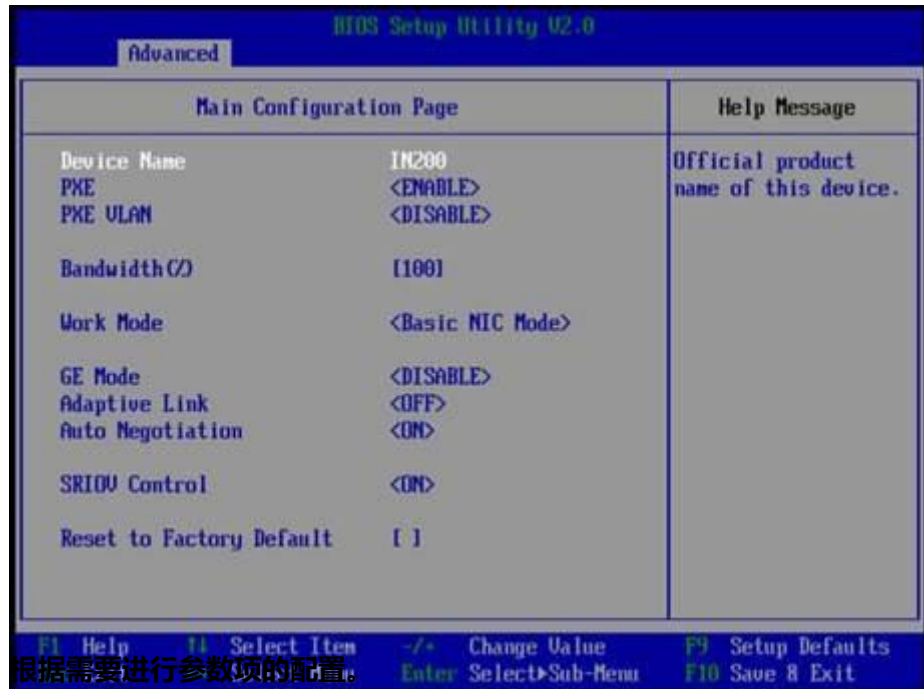 BIOS Setup Utility V2.0
Advanced
Main Configuration Page
Help Message
Device Name IN200
Official product
PXE <ENABLE>
name of this device.
PXE VLAN <DISABLE>
Bandwidth(%) [100]
Work Mode <Basic NIC Mode>
GE Mode <DISABLE>
Adaptive Link <OFF>
Auto Negotiation <ON>
SRIOV Control <ON>
Reset to Factory Default [ ]
F1 Help ↑↓ Select Item -/+ Change Value F9 Setup Defaults
Enter Select▶Sub-Menu F10 Save & Exit
根据需要进行参数项的配置。